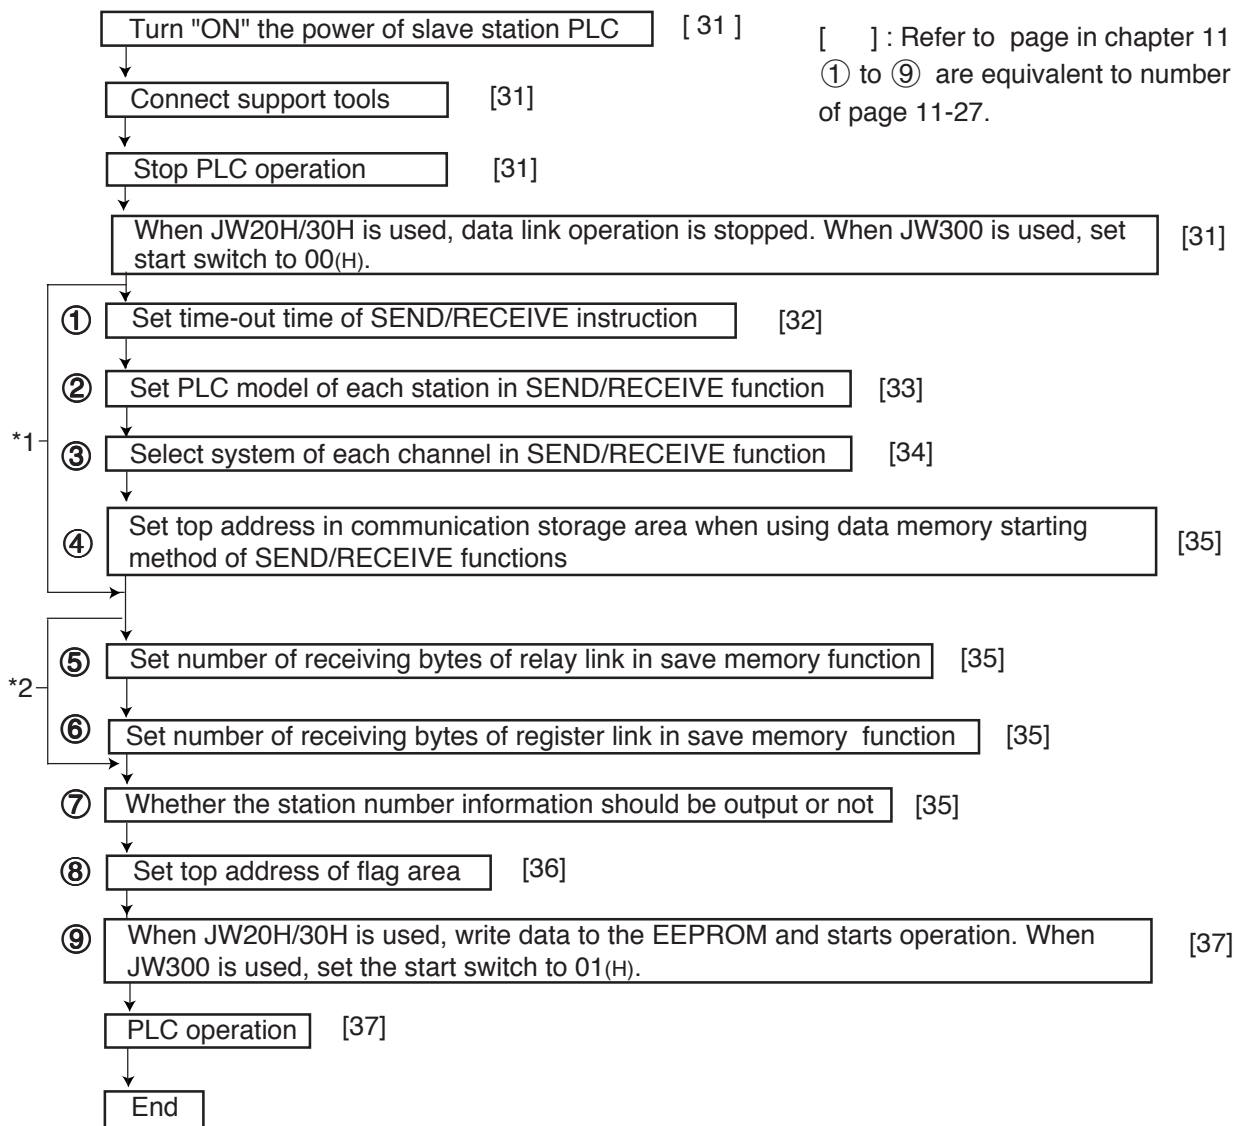 Turn "ON" the power of slave station PLC [ 31 ]
[ ] : Refer to page in chapter 11
① to ⑨ are equivalent to number
of page 11-27.
Connect support tools [31]
Stop PLC operation [31]
When JW20H/30H is used, data link operation is stopped. When JW300 is used, set
start switch to 00(H). [31]
① Set time-out time of SEND/RECEIVE instruction [32]
② Set PLC model of each station in SEND/RECEIVE function [33]
*1
③ Select system of each channel in SEND/RECEIVE function [34]
④ Set top address in communication storage area when using data memory starting
method of SEND/RECEIVE functions [35]
⑤ Set number of receiving bytes of relay link in save memory function [35]
*2
⑥ Set number of receiving bytes of register link in save memory function [35]
⑦ Whether the station number information should be output or not [35]
⑧ Set top address of flag area [36]
⑨ When JW20H/30H is used, write data to the EEPROM and starts operation. When
JW300 is used, set the start switch to 01(H). [37]
PLC operation [37]
End